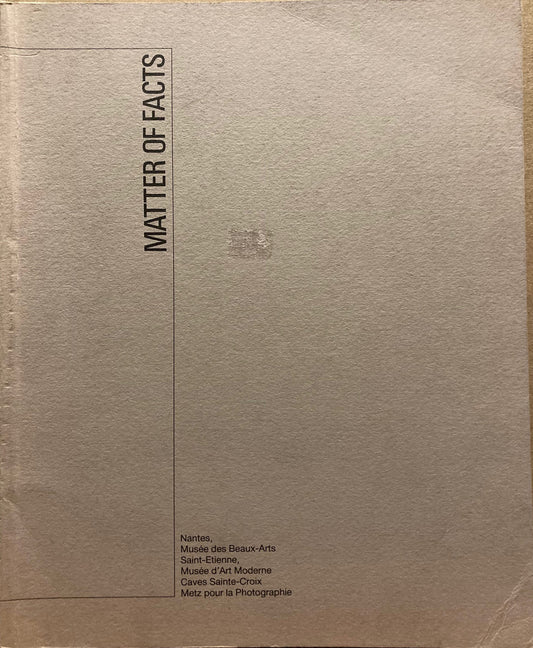 MATTER OF FACTS
Nantes,
Musée des Beaux-Arts
Saint-Etienne,
Musée d'Art Moderne
Caves Sainte-Croix
Metz pour la Photographie